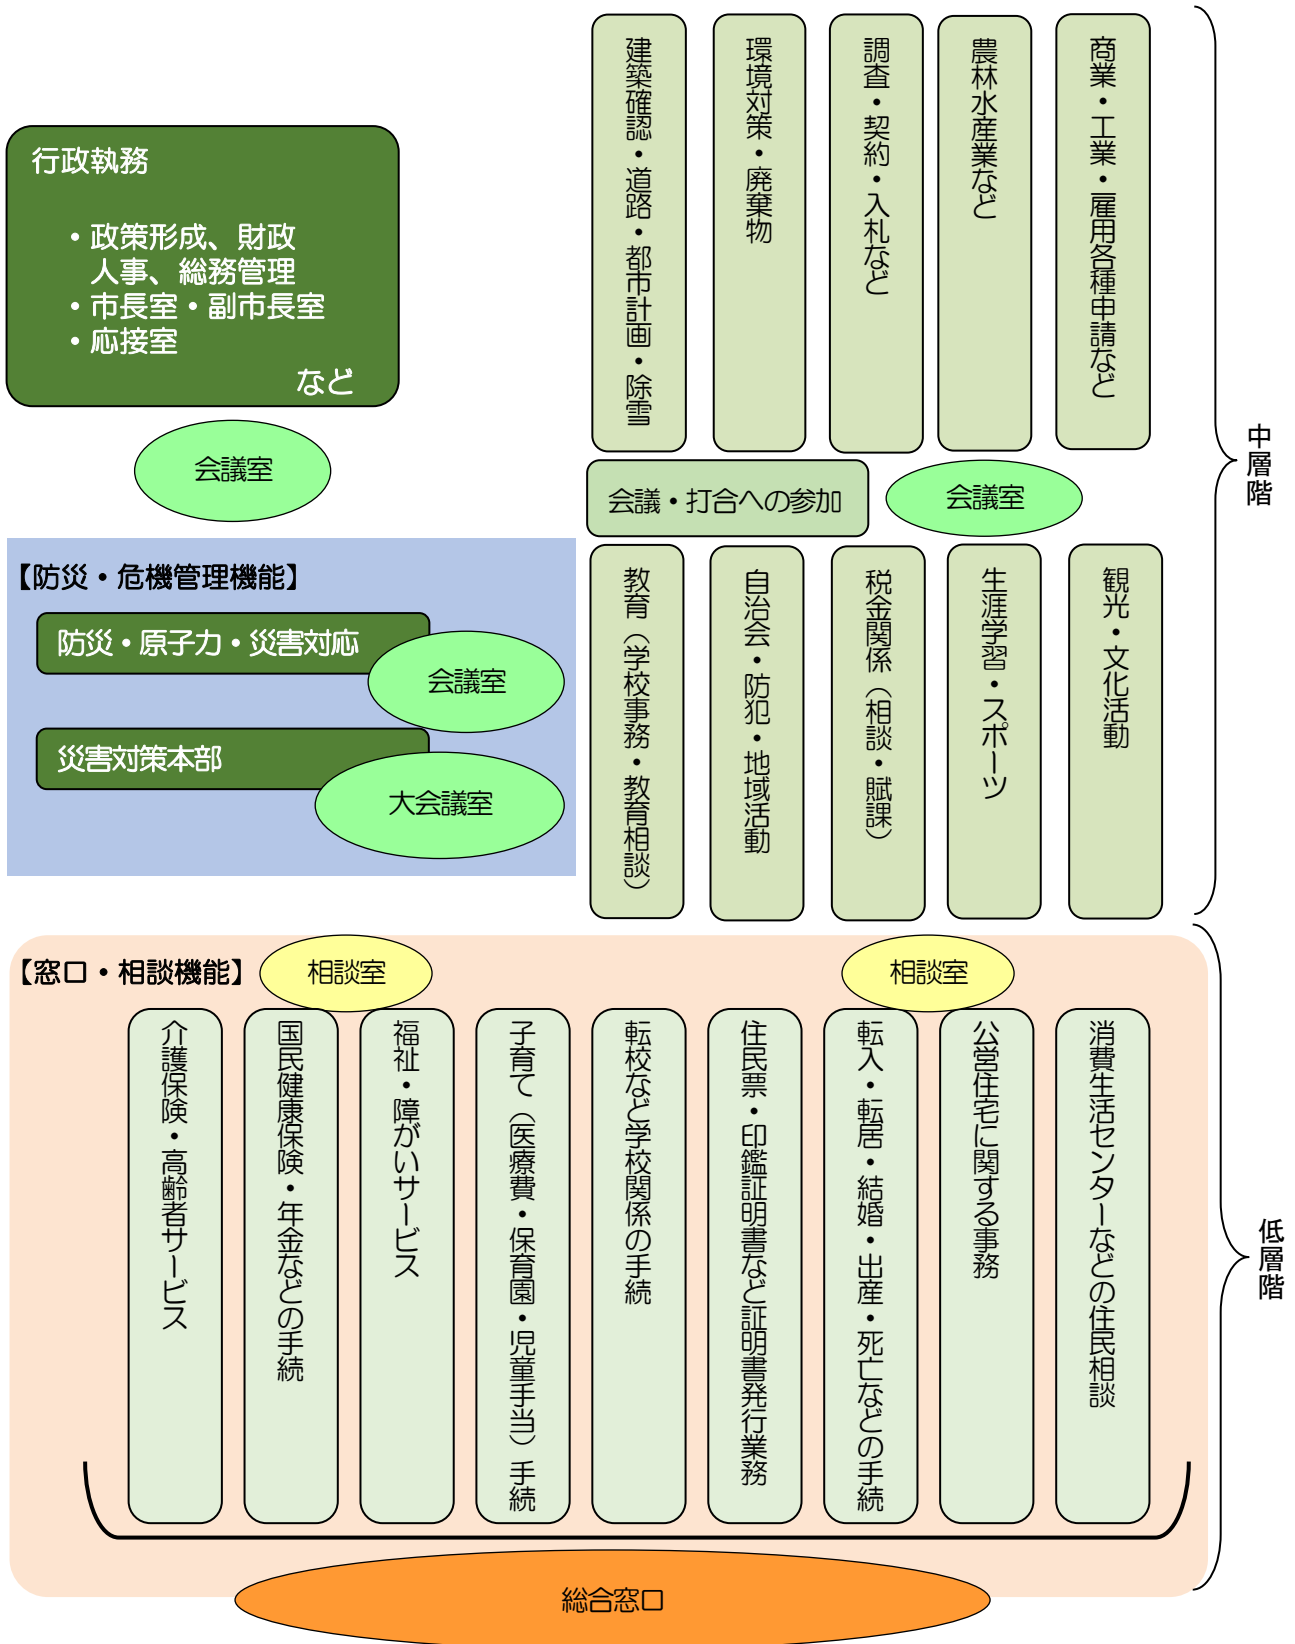 行政執務
・政策形成、財政
人事、総務管理
・市長室・副市長室
・応接室
など
会議室
【防災・危機管理機能】
防災・原子力・災害対応
会議室
災害対策本部
大会議室
建築確認・道路・都市計画・除雪
環境対策・廃棄物
調査・契約・入札など
農林水産業など
商業・工業・雇用各種申請など
会議・打合への参加
会議室
教育（学校事務・教育相談）
自治会・防犯・地域活動
税金関係（相談・賦課）
生涯学習・スポーツ
観光・文化活動
中層階
【窓口・相談機能】
相談室
相談室
介護保険・高齢者サービス
国民健康保険・年金などの手続
福祉・障がいサービス
子育て（医療費・保育園・児童手当）手続
転校など学校関係の手続
住民票・印鑑証明書など証明書発行業務
転入・転居・結婚・出産・死亡などの手続
公営住宅に関する事務
消費生活センターなどの住民相談
低層階
総合窓口